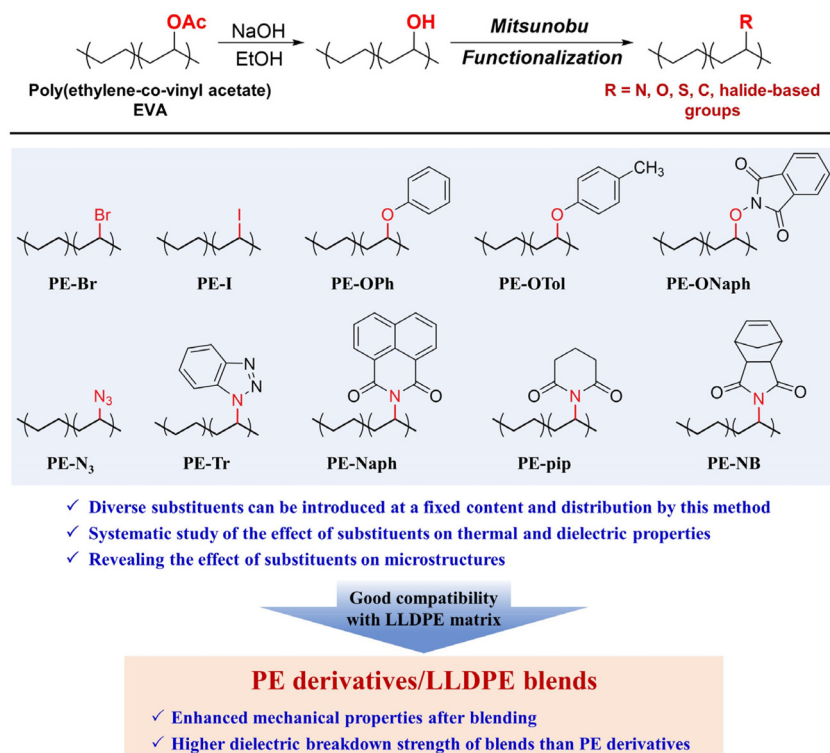 OAc
NaOH
EtOH
OH
Mitsunobu
Functionalization
R
Poly(ethylene-co-vinyl acetate)
EVA
R = N, O, S, C, halide-based
groups
Br
PE-Br
I
PE-I
O
PE-OPh
CH₃
O
PE-OTol
O
N
O
O
PE-ONaph
N₃
PE-N₃
N
N
N
PE-Tr
O
N
O
PE-Naph
O
N
O
PE-pip
O
N
O
PE-NB
✓ Diverse substituents can be introduced at a fixed content and distribution by this method
✓ Systematic study of the effect of substituents on thermal and dielectric properties
✓ Revealing the effect of substituents on microstructures
Good compatibility
with LLDPE matrix
PE derivatives/LLDPE blends
✓ Enhanced mechanical properties after blending
✓ Higher dielectric breakdown strength of blends than PE derivatives